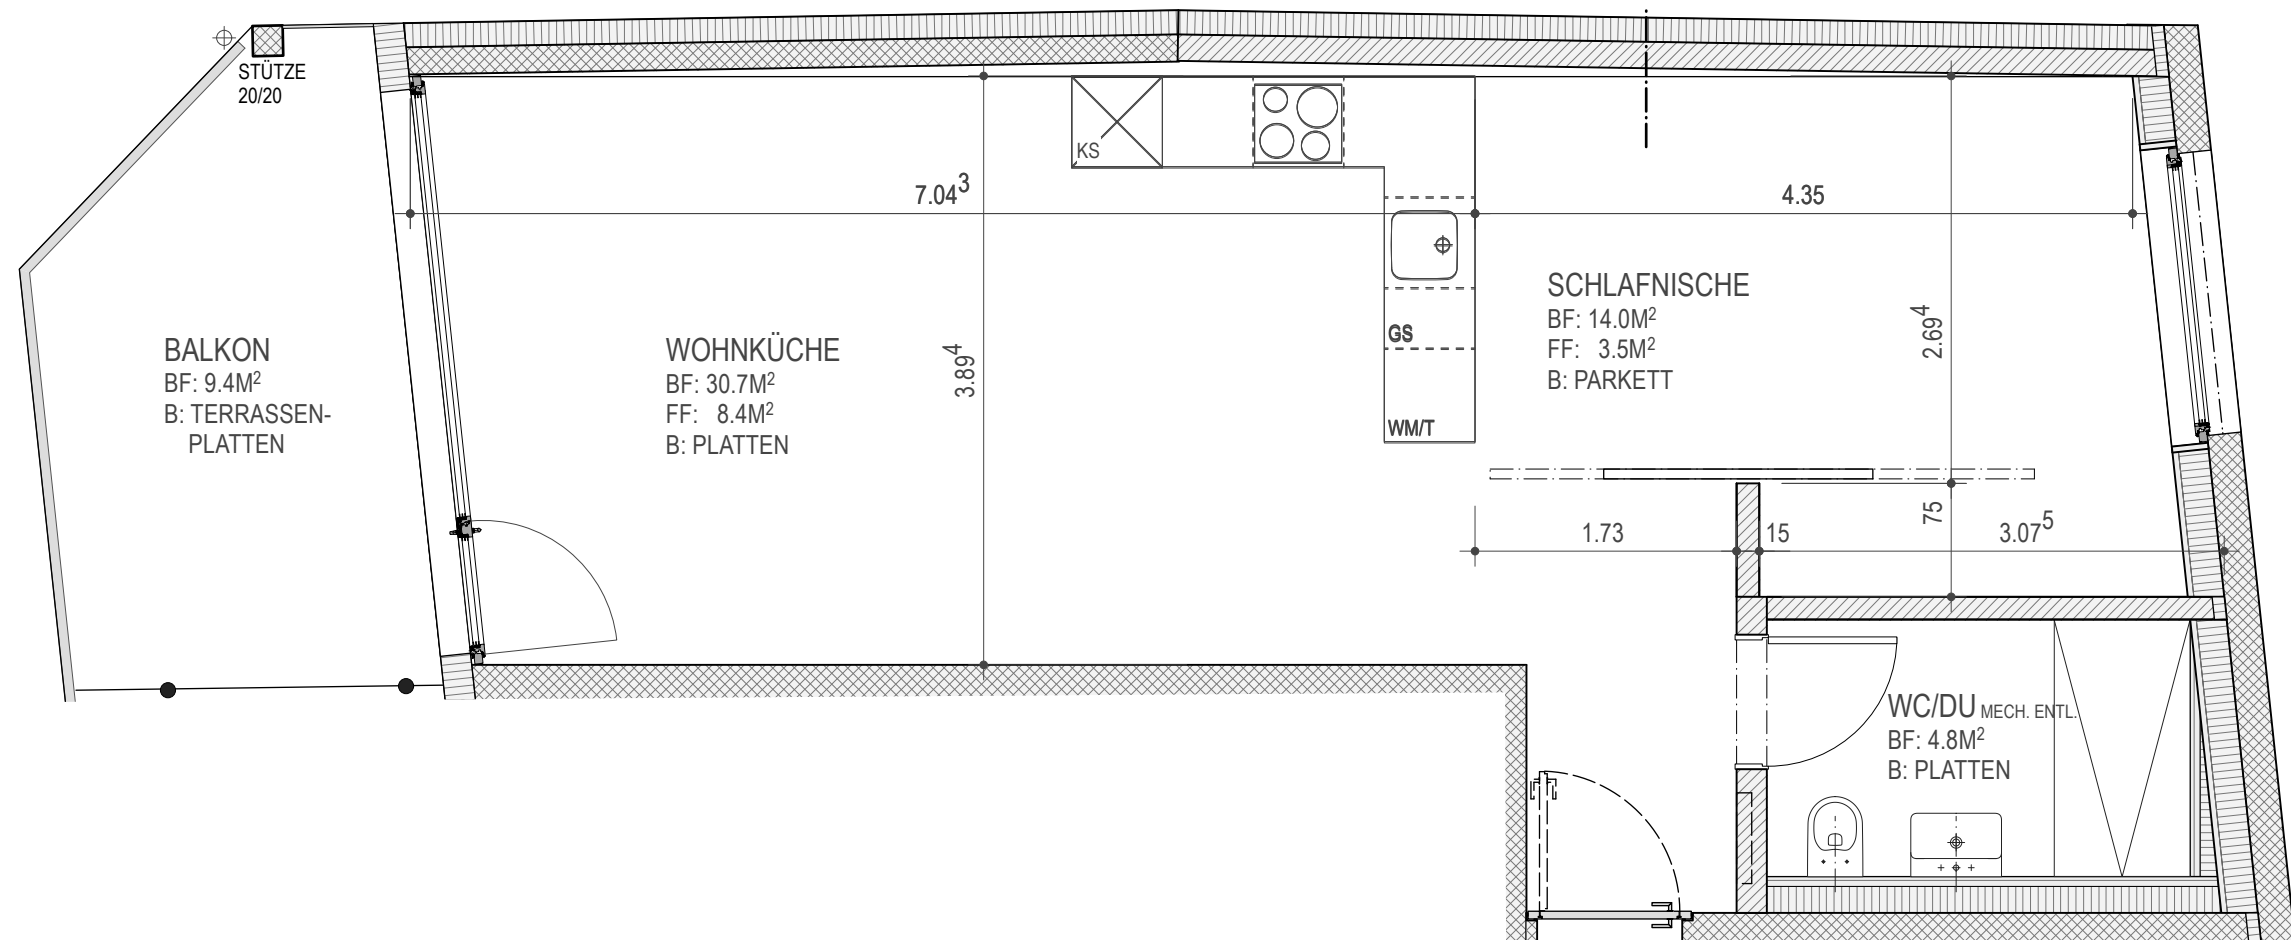 STÜTZE
20/20
KS
7.04³
4.35
BALKON
BF: 9.4M²
B: TERRASSEN-
PLATTEN
WOHNKÜCHE
BF: 30.7M²
FF: 8.4M²
B: PLATTEN
3.89⁴
GS
WM/T
SCHLAFNISCHE
BF: 14.0M²
FF: 3.5M²
B: PARKETT
2.69⁴
75
1.73
15
3.07⁵
WC/DU MECH. ENTL.
BF: 4.8M²
B: PLATTEN